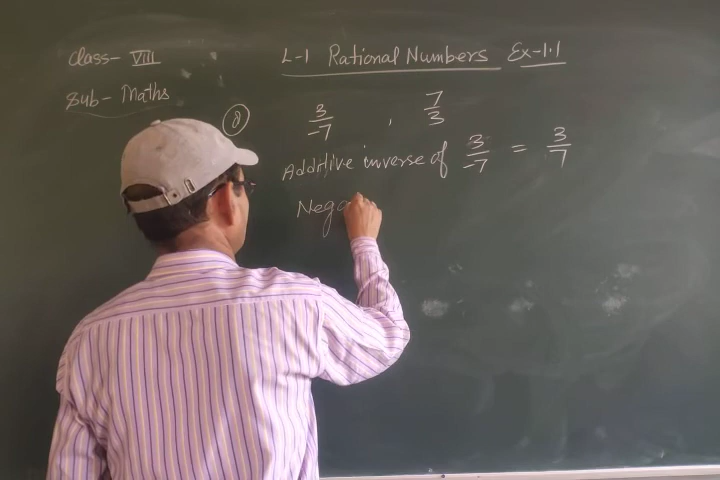 Class- VIII
L-1 Rational Numbers Ex-1.1
Sub- Maths
3/-7 , 7/3
Additive inverse of 3/-7 = 3/7
Nega